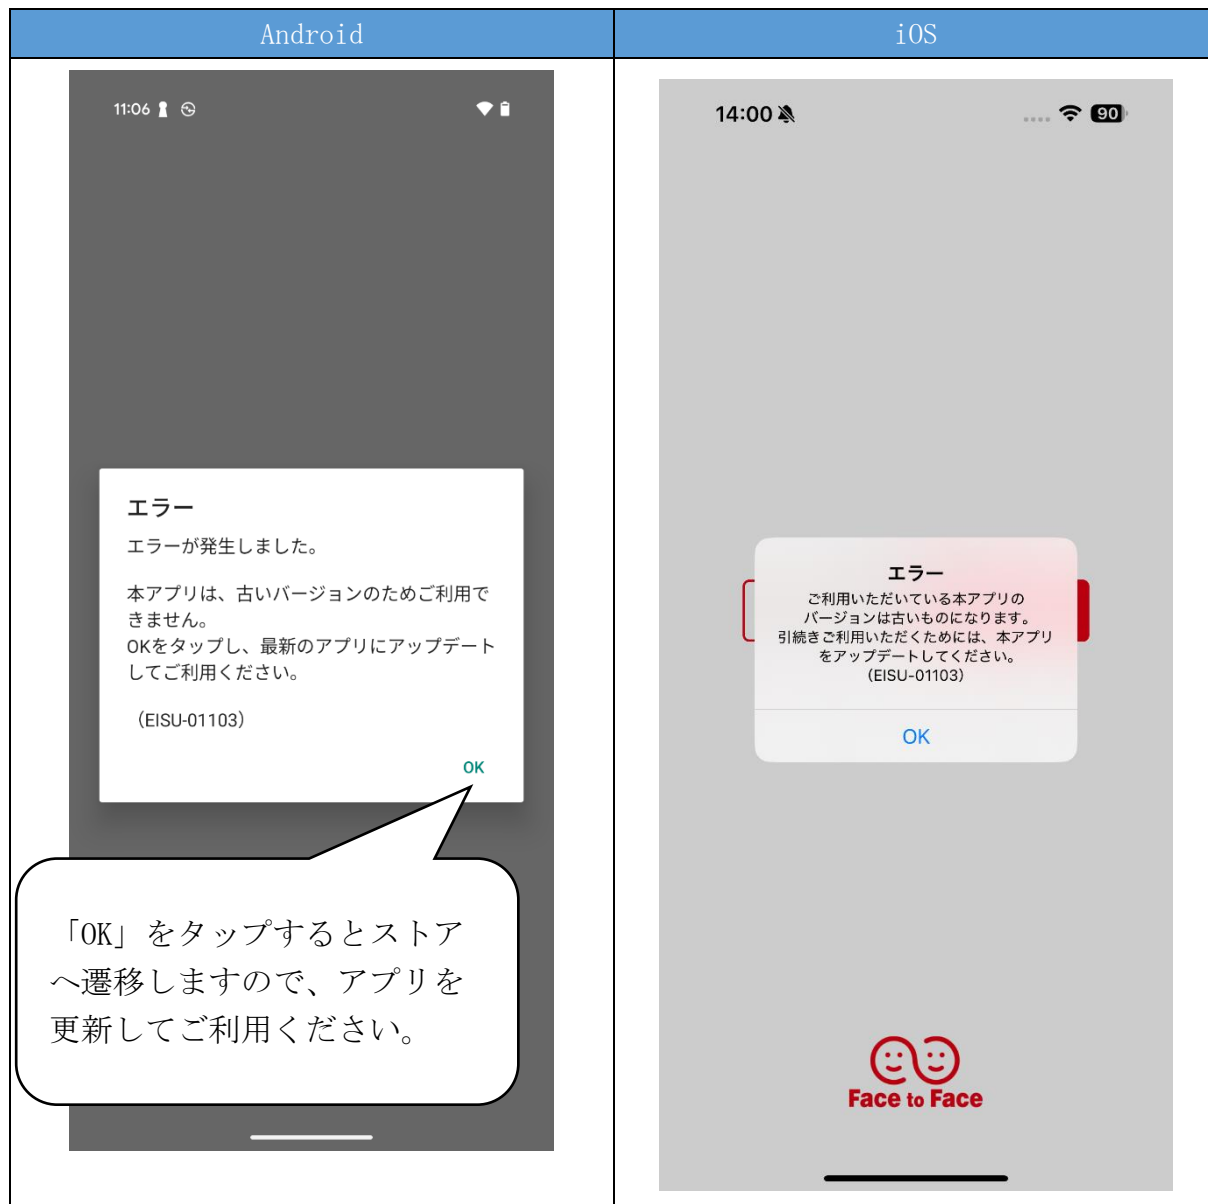 Android
iOS
11:06
エラー
エラーが発生しました。
本アプリは、古いバージョンのためご利用で
きません。
OKをタップし、最新のアプリにアップデート
してご利用ください。
（EISU-01103）
OK
「OK」をタップするとストア
へ遷移しますので、アプリを
更新してご利用ください。
14:00
90
エラー
ご利用いただいている本アプリの
バージョンは古いものになります。
引続きご利用いただくためには、本アプリ
をアップデートしてください。
（EISU-01103）
OK
Face to Face